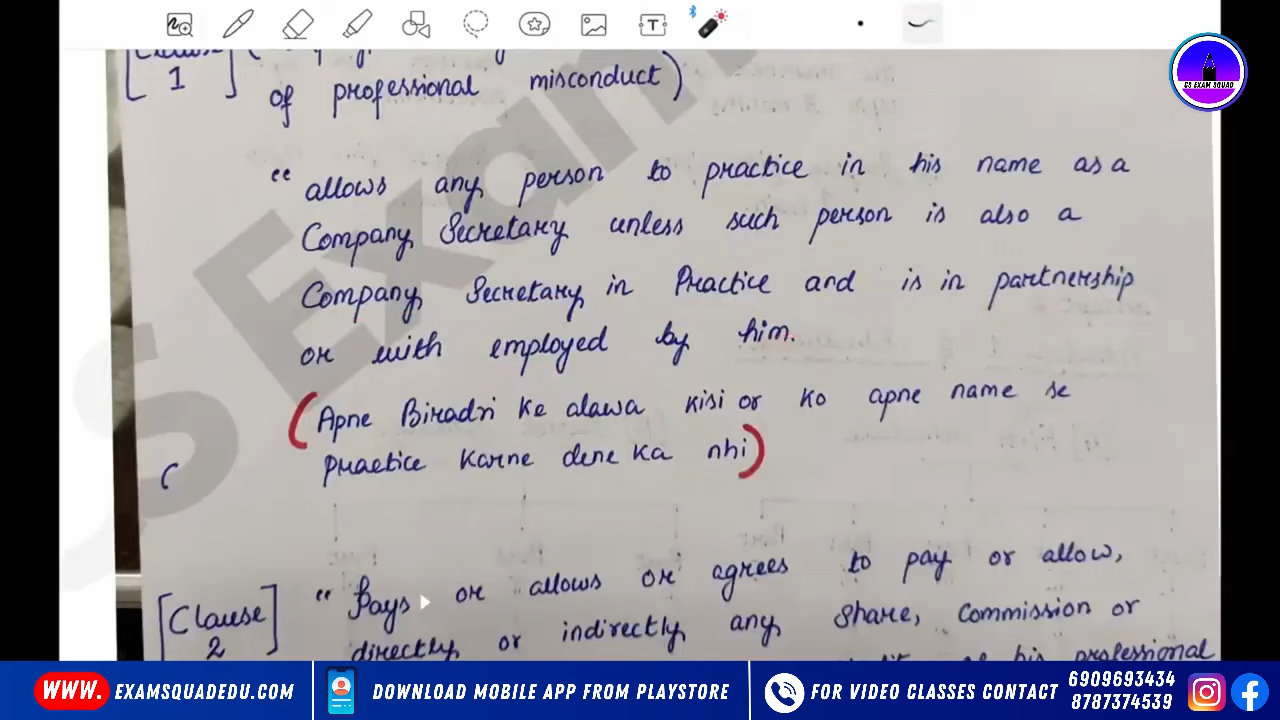 [Clause
1]
of professional misconduct)
“ allows any person to practice in his name as a
Company Secretary unless such person is also a
Company Secretary in Practice and is in partnership
or with employed by him.
(Apne Biradri Ke alawa kisi or ko apne name se
practice karne dene ka nhi)
(
[Clause
2]
“ Pays or allows or agrees to pay or allow,
directly or indirectly any share, commission or
his professional
S Exam
CS EXAM SQUAD
WWW. EXAMSQUADEDU.COM
DOWNLOAD MOBILE APP FROM PLAYSTORE
FOR VIDEO CLASSES CONTACT 6909693434
8787374539